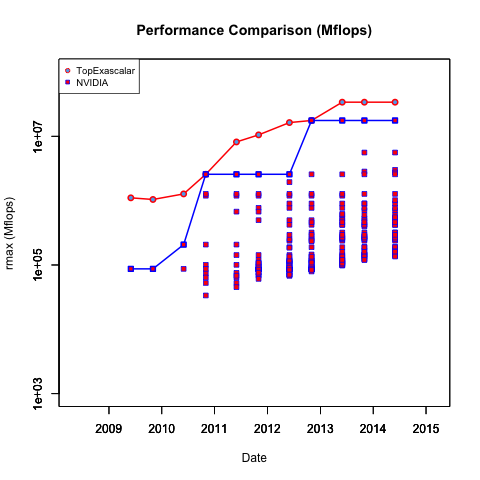 Performance Comparison (Mflops)
TopExascalar
NVIDIA
1e+07
1e+05
1e+03
rmax (Mflops)
2009 2010 2011 2012 2013 2014 2015
Date